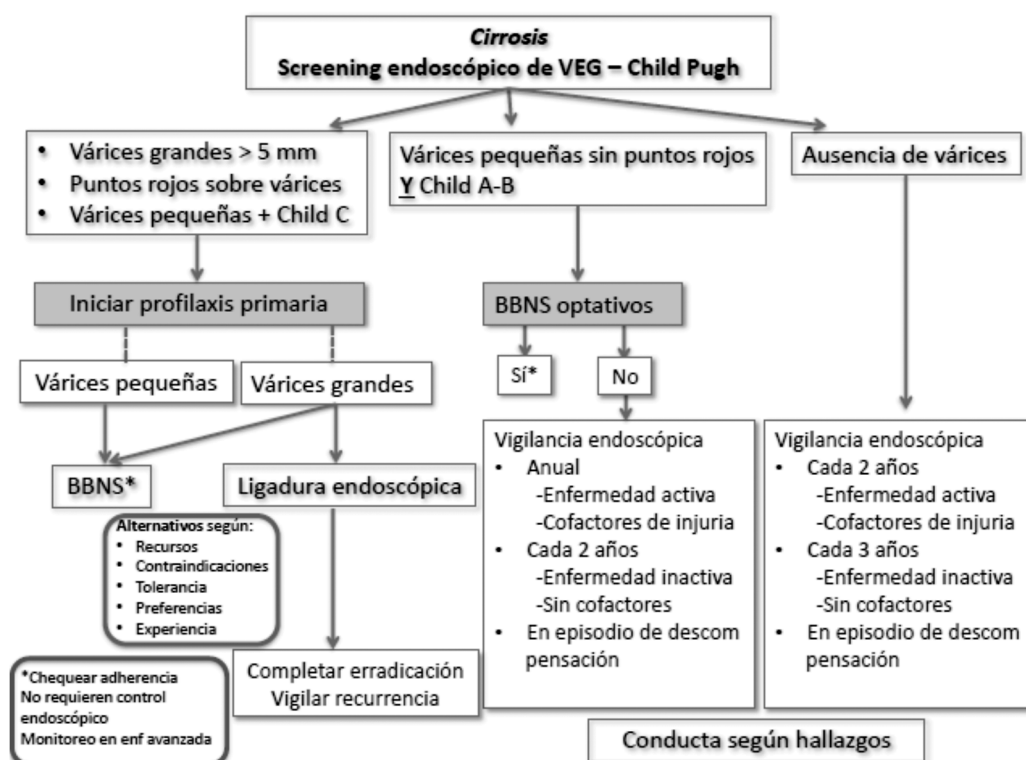 Cirrosis
Screening endoscópico de VEG – Child Pugh
• Várices grandes > 5 mm
• Puntos rojos sobre várices
• Várices pequeñas + Child C
Várices pequeñas sin puntos rojos
Y Child A-B
Ausencia de várices
Iniciar profilaxis primaria
BBNS optativos
Várices pequeñas
Várices grandes
Sí*
No
BBNS*
Ligadura endoscópica
Alternativos según:
• Recursos
• Contraindicaciones
• Tolerancia
• Preferencias
• Experiencia
Completar erradicación
Vigilar recurrencia
*Chequear adherencia
No requieren control
endoscópico
Monitoreo en enf avanzada
Vigilancia endoscópica
• Anual
-Enfermedad activa
-Cofactores de injuria
• Cada 2 años
-Enfermedad inactiva
-Sin cofactores
• En episodio de descom
pensación
Vigilancia endoscópica
• Cada 2 años
-Enfermedad activa
-Cofactores de injuria
• Cada 3 años
-Enfermedad inactiva
-Sin cofactores
• En episodio de descom
pensación
Conducta según hallazgos